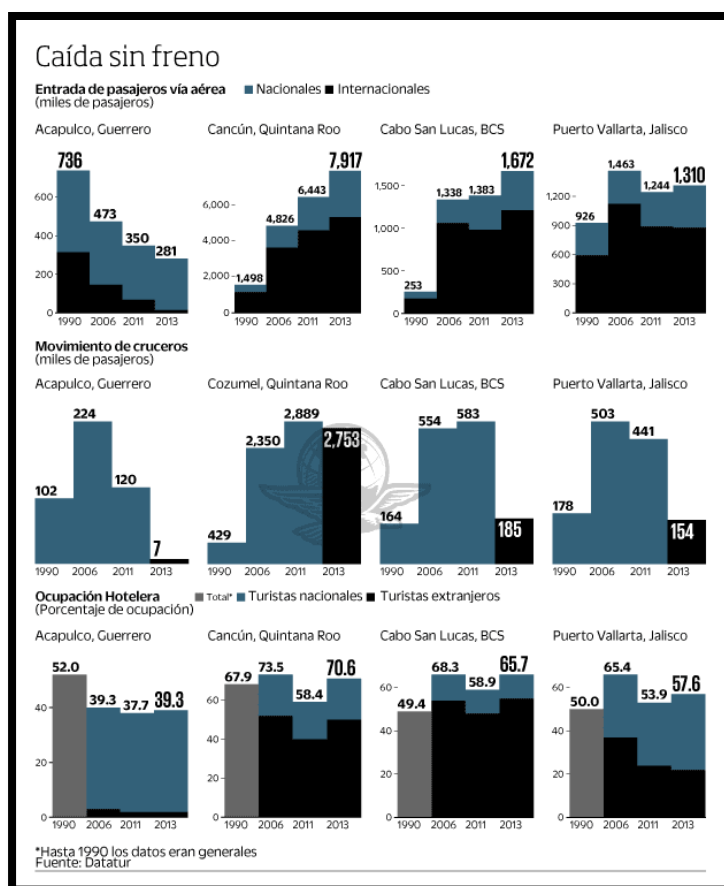 Caída sin freno
Entrada de pasajeros vía aérea Nacionales Internacionales
(miles de pasajeros)
Acapulco, Guerrero Cancún, Quintana Roo Cabo San Lucas, BCS Puerto Vallarta, Jalisco
736 7,917 1,672 1,463 1,310
600 473 350 281
6,000 4,826 6,443
1,500 1,338 1,383
1,200 926 1,244
400 4,000 1,000 900
200 2,000 1,498 500 253 600
300
0 0 0 0
1990 2006 2011 2013 1990 2006 2011 2013 1990 2006 2011 2013 1990 2006 2011 2013
Movimiento de cruceros
(miles de pasajeros)
Acapulco, Guerrero Cozumel, Quintana Roo Cabo San Lucas, BCS Puerto Vallarta, Jalisco
102 224 120 7 429 2,350 2,889 2,753 164 554 583 185 178 503 441 154
1990 2006 2011 2013 1990 2006 2011 2013 1990 2006 2011 2013 1990 2006 2011 2013
Ocupación Hotelera Total* Turistas nacionales Turistas extranjeros
(Porcentaje de ocupación)
Acapulco, Guerrero Cancún, Quintana Roo Cabo San Lucas, BCS Puerto Vallarta, Jalisco
52.0 39.3 37.7 39.3 67.9 73.5 58.4 70.6 49.4 68.3 58.9 65.7 50.0 65.4 53.9 57.6
40 60 60 60
20 40 40 40
20 20 20
0 0 0 0
1990 2006 2011 2013 1990 2006 2011 2013 1990 2006 2011 2013 1990 2006 2011 2013
*Hasta 1990 los datos eran generales
Fuente: Datatur